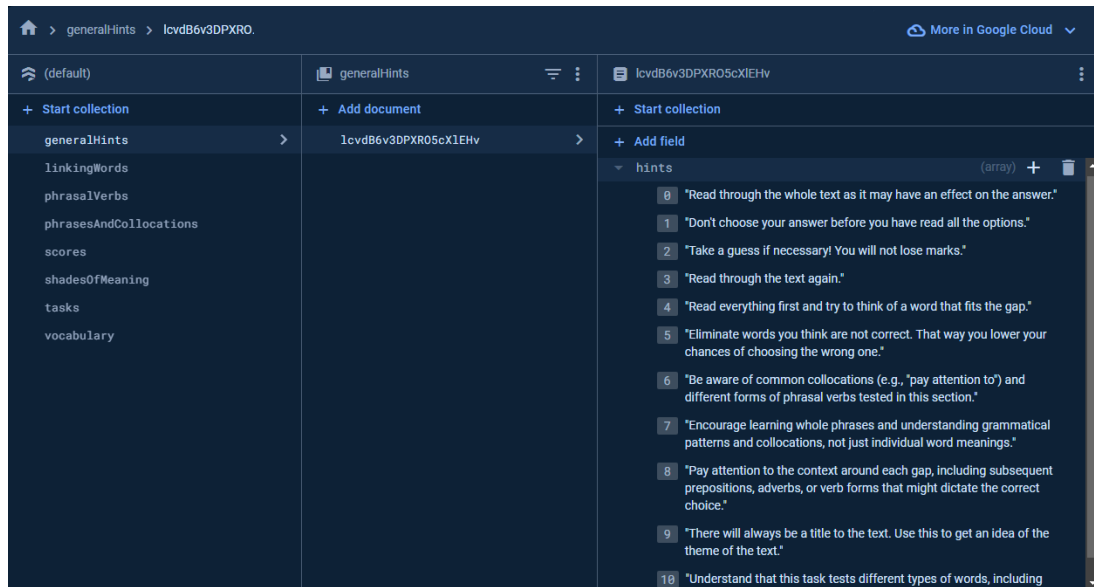 generalHints > lcvdB6v3DPXRO.
More in Google Cloud
(default)
generalHints
lcvdB6v3DPXRO5cXlEHv
+ Start collection
+ Add document
+ Start collection
generalHints
lcvdB6v3DPXRO5cXlEHv
+ Add field
linkingWords
phrasalVerbs
phrasesAndCollocations
scores
shadesOfMeaning
tasks
vocabulary
hints (array) +
0 "Read through the whole text as it may have an effect on the answer."
1 "Don't choose your answer before you have read all the options."
2 "Take a guess if necessary! You will not lose marks."
3 "Read through the text again."
4 "Read everything first and try to think of a word that fits the gap."
5 "Eliminate words you think are not correct. That way you lower your
chances of choosing the wrong one."
6 "Be aware of common collocations (e.g., "pay attention to") and
different forms of phrasal verbs tested in this section."
7 "Encourage learning whole phrases and understanding grammatical
patterns and collocations, not just individual word meanings."
8 "Pay attention to the context around each gap, including subsequent
prepositions, adverbs, or verb forms that might dictate the correct
choice."
9 "There will always be a title to the text. Use this to get an idea of the
theme of the text."
10 "Understand that this task tests different types of words, including